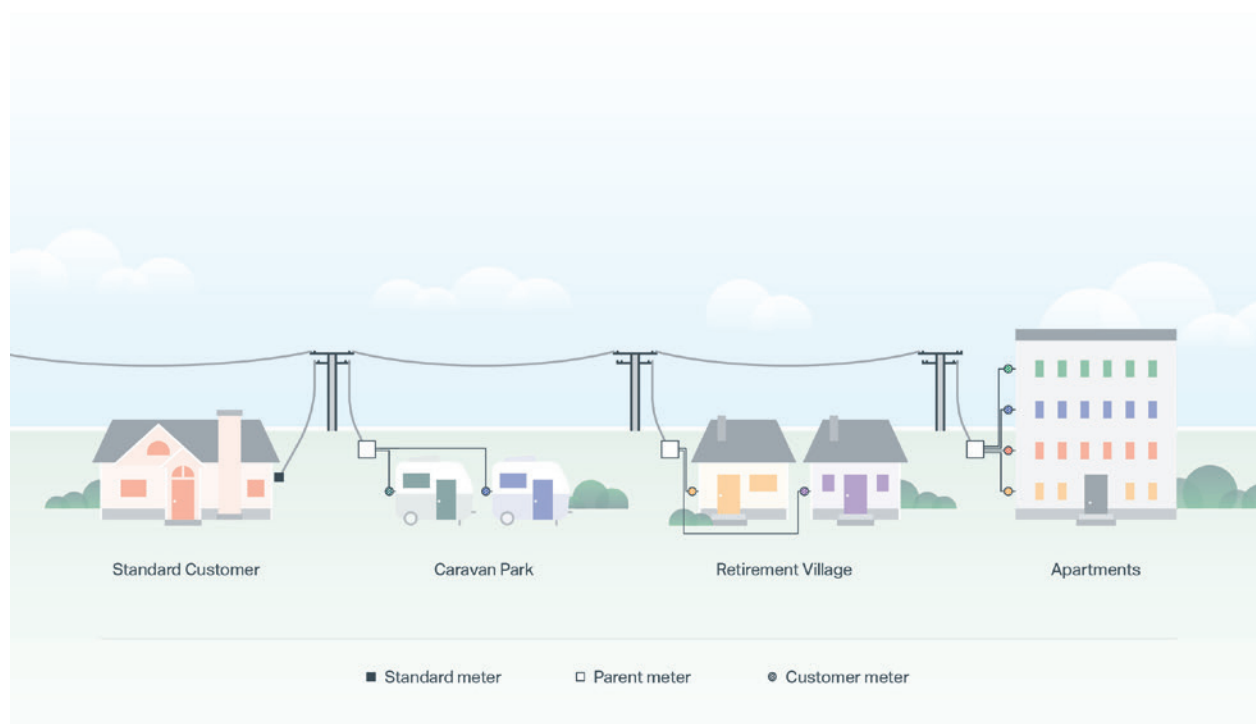 Standard Customer
Caravan Park
Retirement Village
Apartments
Standard meter
Parent meter
Customer meter